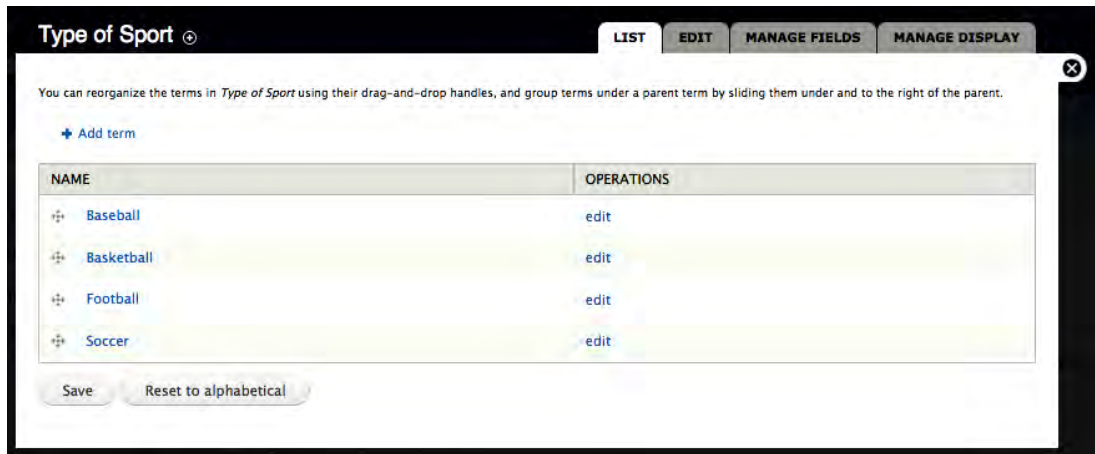 Type of Sport
LIST EDIT MANAGE FIELDS MANAGE DISPLAY
You can reorganize the terms in Type of Sport using their drag-and-drop handles, and group terms under a parent term by sliding them under and to the right of the parent.
Add term
NAME OPERATIONS
Baseball edit
Basketball edit
Football edit
Soccer edit
Save Reset to alphabetical